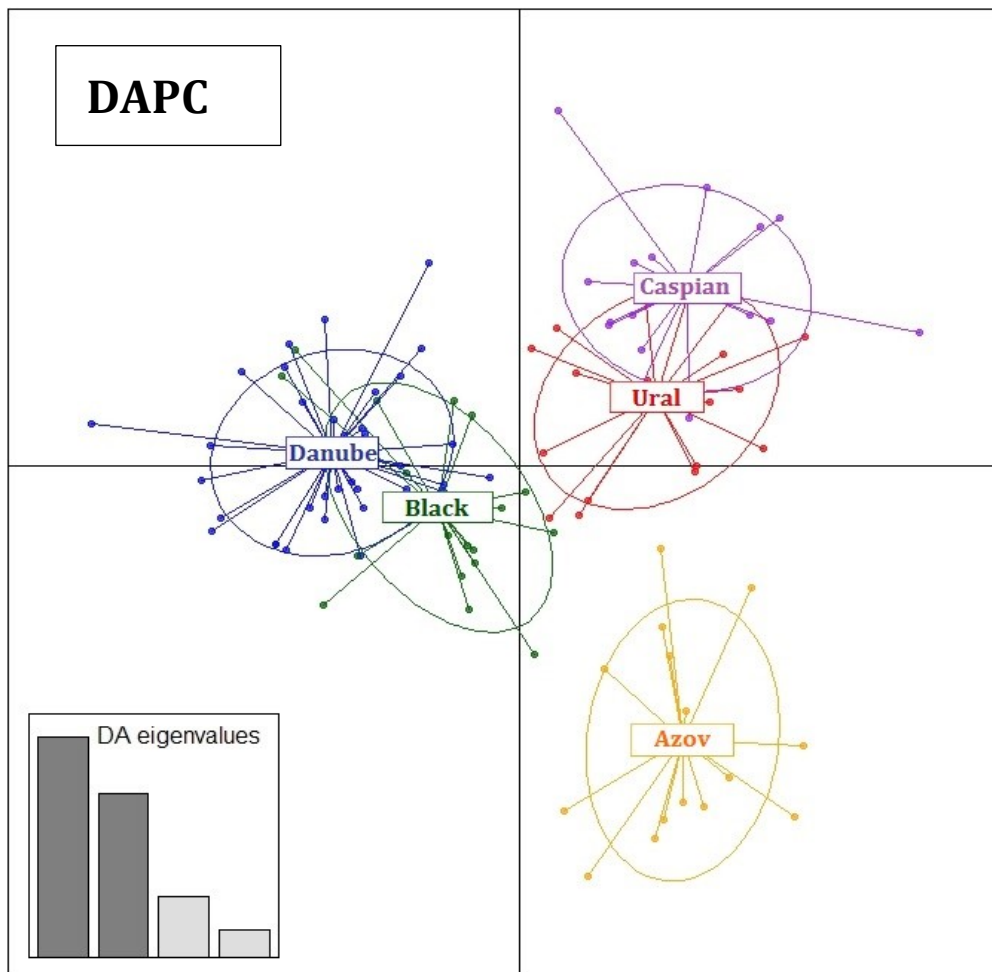 DAPC
Caspian
Ural
Danube
Black
Azov
DA eigenvalues